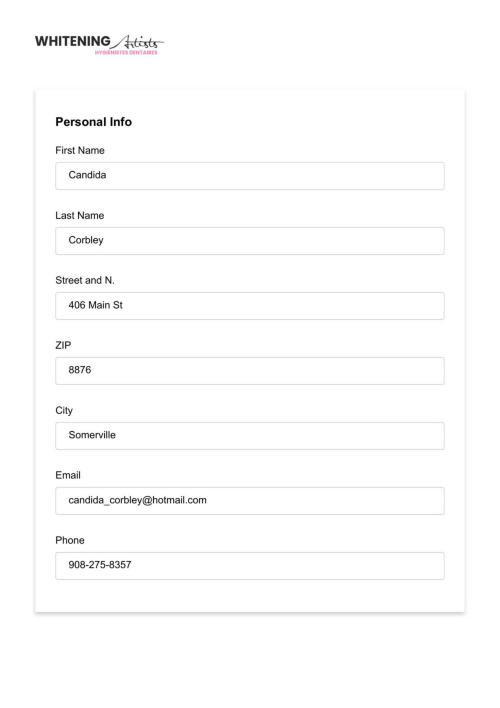 WHITENING Artists
HYGIÉNISTES DENTAIRES
Personal Info
First Name
Candida
Last Name
Corbley
Street and N.
406 Main St
ZIP
8876
City
Somerville
Email
candida_corbley@hotmail.com
Phone
908-275-8357